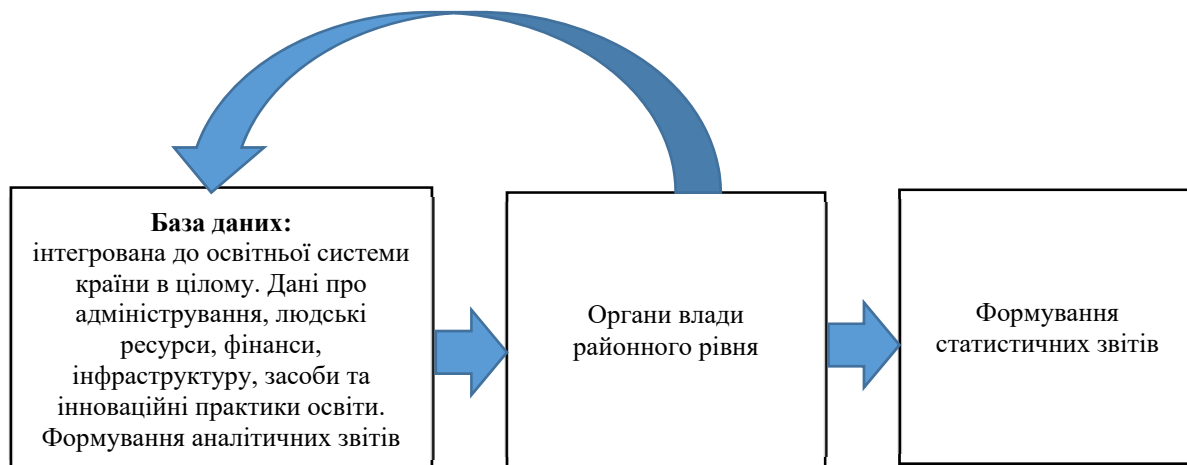 База даних:
інтегрована до освітньої системи
країни в цілому. Дані про
адміністрування, людські
ресурси, фінанси,
інфраструктуру, засоби та
інноваційні практики освіти.
Формування аналітичних звітів
Органи влади
районного рівня
Формування
статистичних звітів